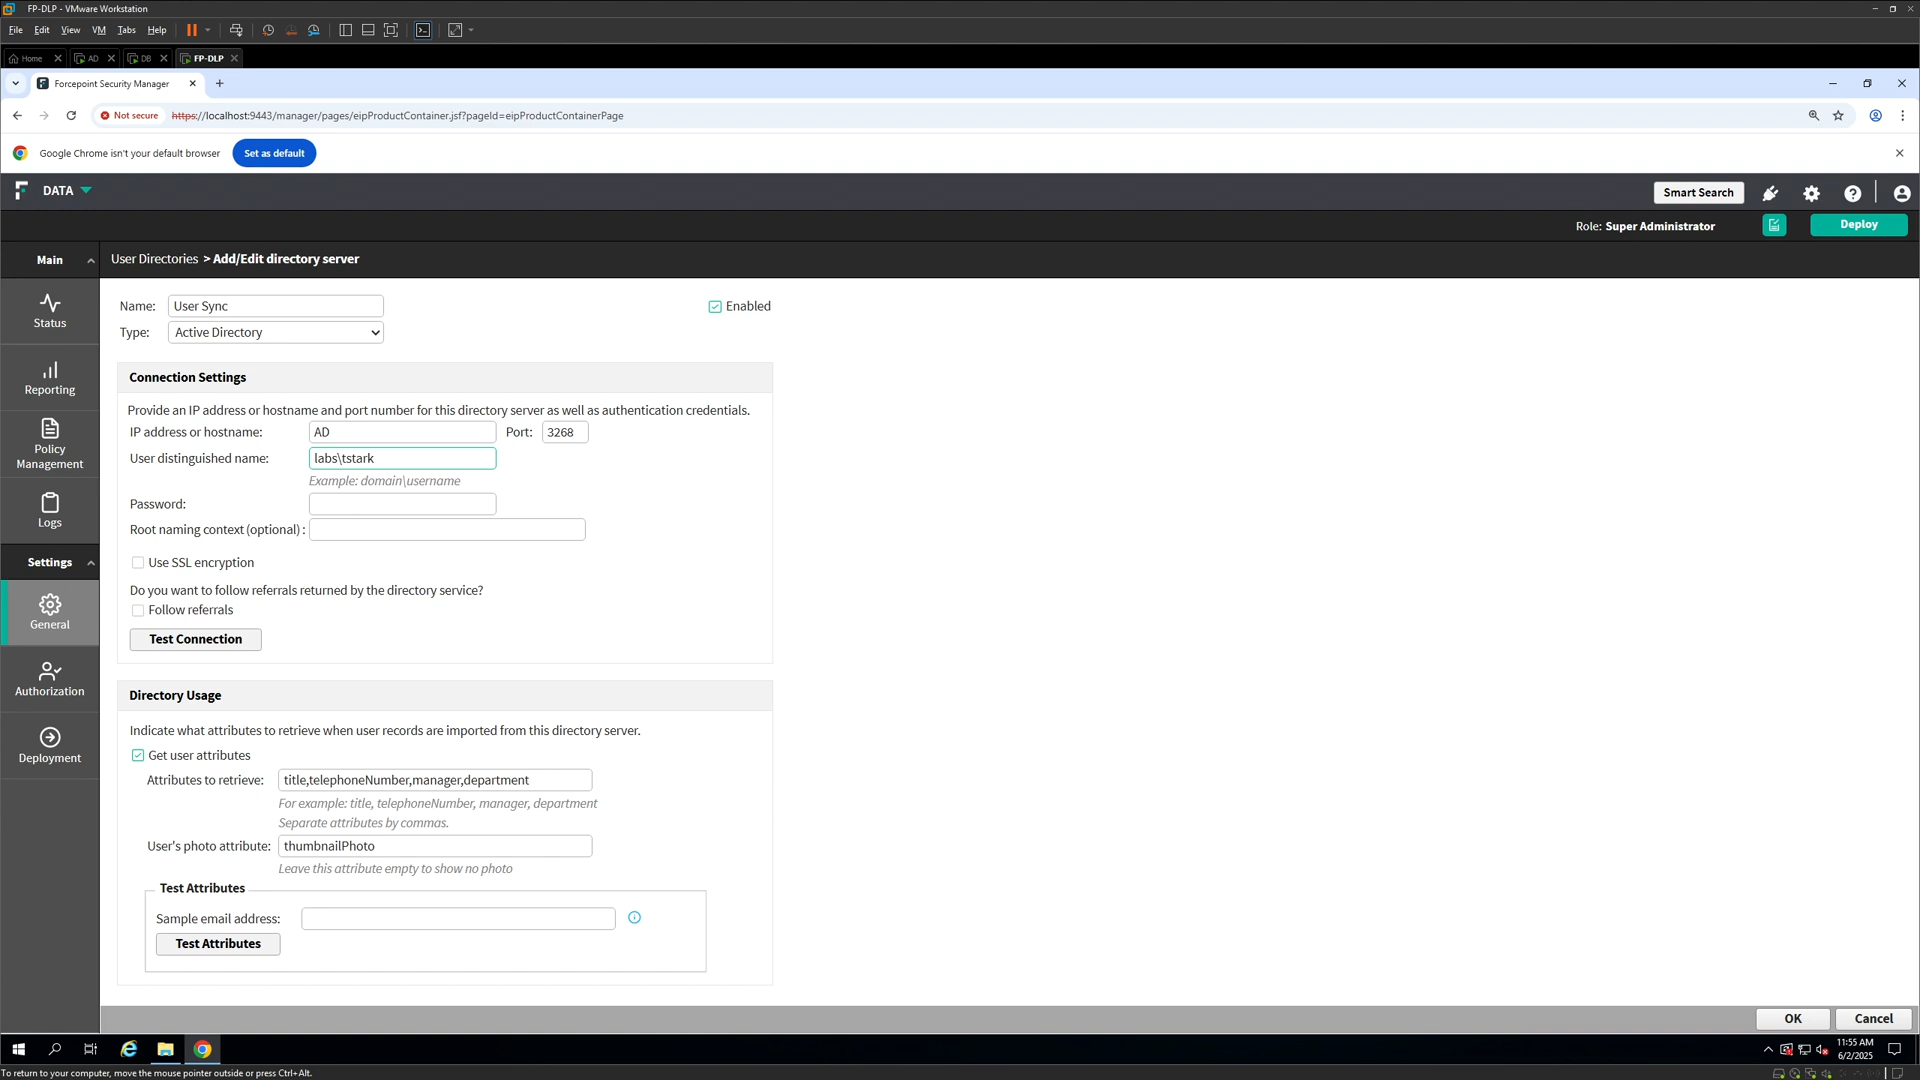 FP-DLP - VMware Workstation
File Edit View VM Tabs Help
Home AD DB FP-DLP
Forcepoint Security Manager
Not secure https://localhost:9443/manager/pages/eipProductContainer.jsf?pageId=eipProductContainerPage
Google Chrome isn't your default browser Set as default
DATA Smart Search
Role: Super Administrator Deploy
Main User Directories > Add/Edit directory server
Name: User Sync Enabled
Status
Type: Active Directory
Connection Settings
Reporting
Provide an IP address or hostname and port number for this directory server as well as authentication credentials.
IP address or hostname: AD Port: 3268
Policy Management
User distinguished name: labs\tstark
Example: domain\username
Password:
Logs
Root naming context (optional) :
Settings
Use SSL encryption
Do you want to follow referrals returned by the directory service?
Follow referrals
General
Test Connection
Authorization
Directory Usage
Indicate what attributes to retrieve when user records are imported from this directory server.
Deployment
Get user attributes
Attributes to retrieve: title,telephoneNumber,manager,department
For example: title, telephoneNumber, manager, department
Separate attributes by commas.
User's photo attribute: thumbnailPhoto
Leave this attribute empty to show no photo
Test Attributes
Sample email address:
Test Attributes
OK Cancel
11:55 AM
6/2/2025
To return to your computer, move the mouse pointer outside or press Ctrl+Alt.